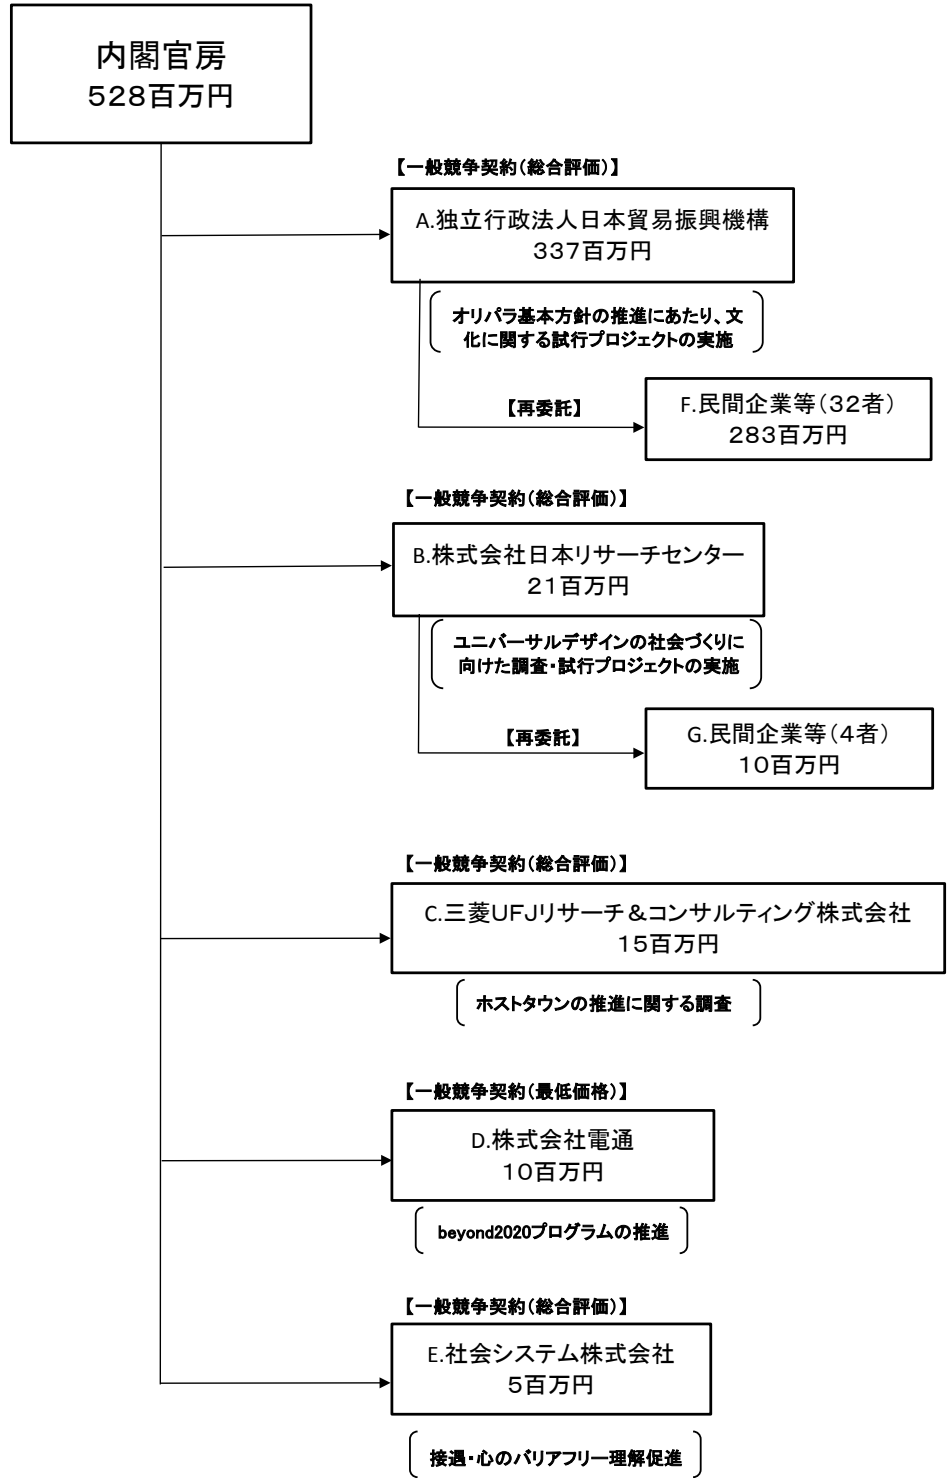 内閣官房
528百万円
【一般競争契約（総合評価）】
A.独立行政法人日本貿易振興機構
337百万円
オリパラ基本方針の推進にあたり、文
化に関する試行プロジェクトの実施
【再委託】
F.民間企業等（32者）
283百万円
【一般競争契約（総合評価）】
B.株式会社日本リサーチセンター
21百万円
ユニバーサルデザインの社会づくりに
向けた調査・試行プロジェクトの実施
【再委託】
G.民間企業等（4者）
10百万円
【一般競争契約（総合評価）】
C.三菱UFJリサーチ＆コンサルティング株式会社
15百万円
ホストタウンの推進に関する調査
【一般競争契約（最低価格）】
D.株式会社電通
10百万円
beyond2020プログラムの推進
【一般競争契約（総合評価）】
E.社会システム株式会社
5百万円
接遇・心のバリアフリー理解促進